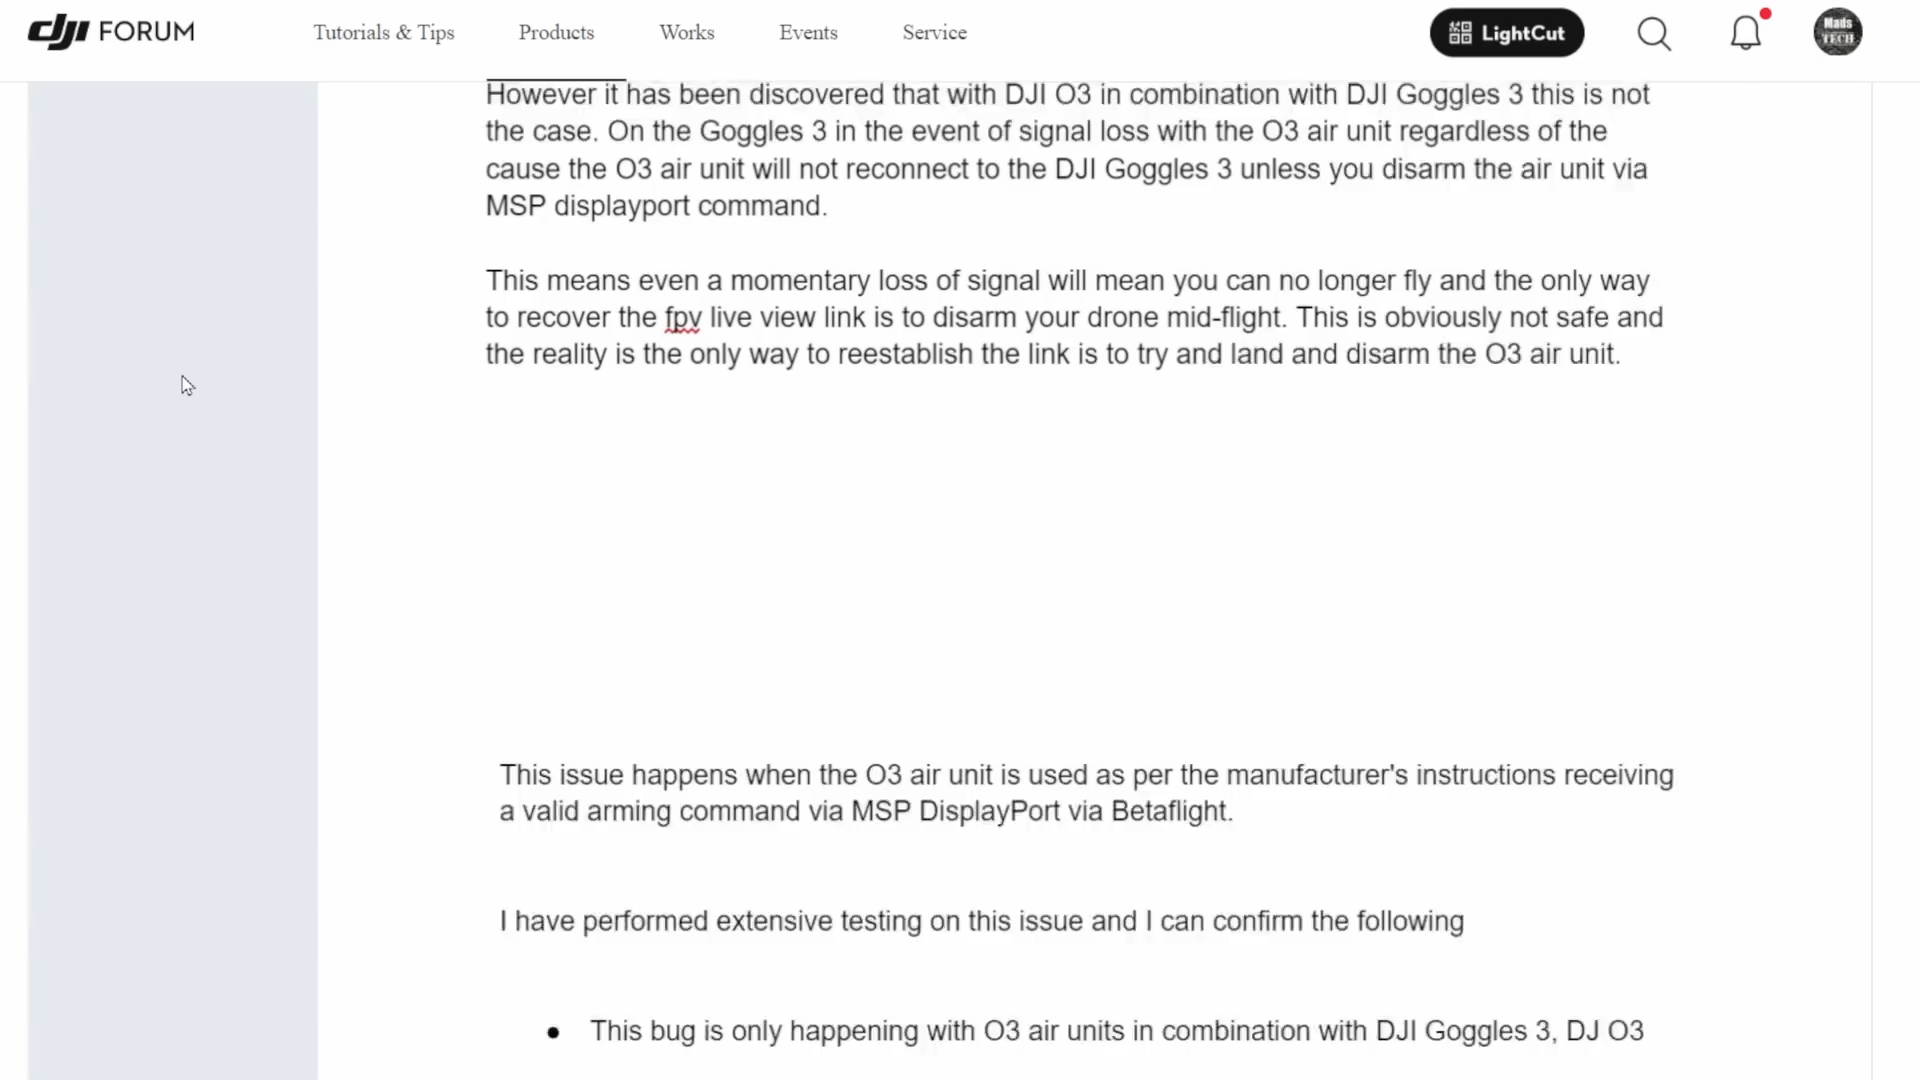 dji FORUM
Tutorials & Tips
Products
Works
Events
Service
LightCut
Mads
TECH
However it has been discovered that with DJI O3 in combination with DJI Goggles 3 this is not
the case. On the Goggles 3 in the event of signal loss with the O3 air unit regardless of the
cause the O3 air unit will not reconnect to the DJI Goggles 3 unless you disarm the air unit via
MSP displayport command.
This means even a momentary loss of signal will mean you can no longer fly and the only way
to recover the fpv live view link is to disarm your drone mid-flight. This is obviously not safe and
the reality is the only way to reestablish the link is to try and land and disarm the O3 air unit.
This issue happens when the O3 air unit is used as per the manufacturer's instructions receiving
a valid arming command via MSP DisplayPort via Betaflight.
I have performed extensive testing on this issue and I can confirm the following
● This bug is only happening with O3 air units in combination with DJI Goggles 3, DJ O3